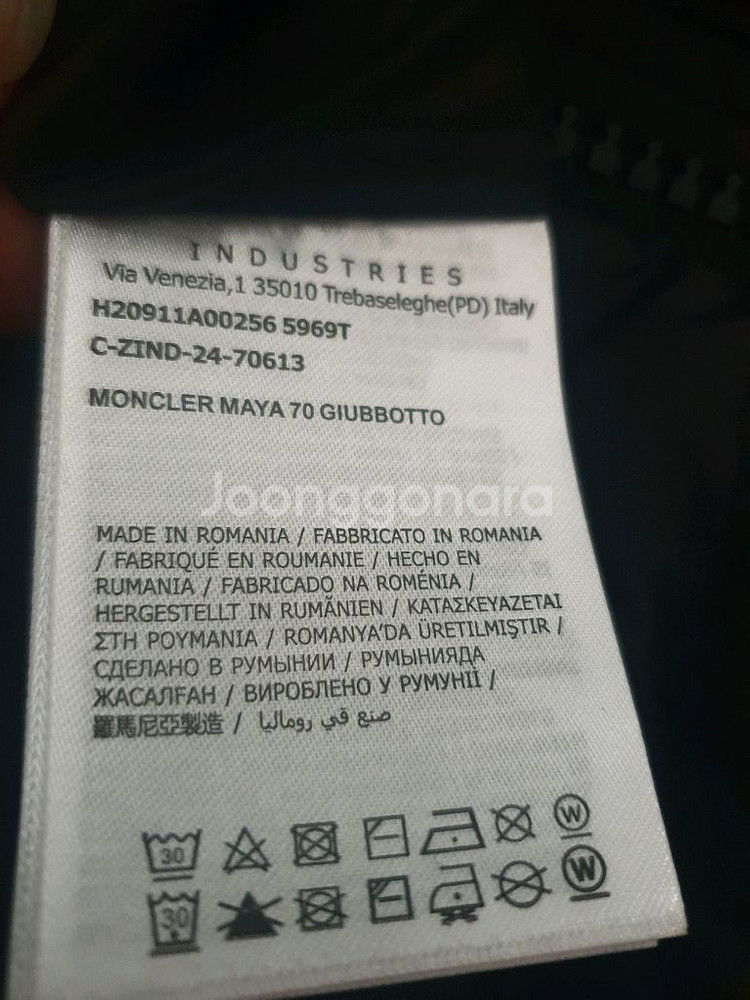 INDUSTRIES
Via Venezia,1 35010 Trebaseleghe(PD) Italy
H20911A00256 5969T
C-ZIND-24-70613
MONCLER MAYA 70 GIUBBOTTO
Joonggonara
MADE IN ROMANIA / FABBRICATO IN ROMANIA
/ FABRIQUÉ EN ROUMANIE / HECHO EN
RUMANIA / FABRICADO NA ROMÉNIA /
HERGESTELLT IN RUMÄNIEN / ΚΑΤΑΣΚΕΥΑΖΕΤΑΙ
ΣΤΗ ΡΟΥΜΑΝΙΑ / ROMANYA'DA ÜRETILMIŞTIR /
СДЕЛАНО В РУМЫНИИ / РУМЫНИЯДА
ЖАСАЛҒАН / ВИРОБЛЕНО У РУМУНІЇ /
羅馬尼亞製造 / صنع في رومانيا
30 W
30 W